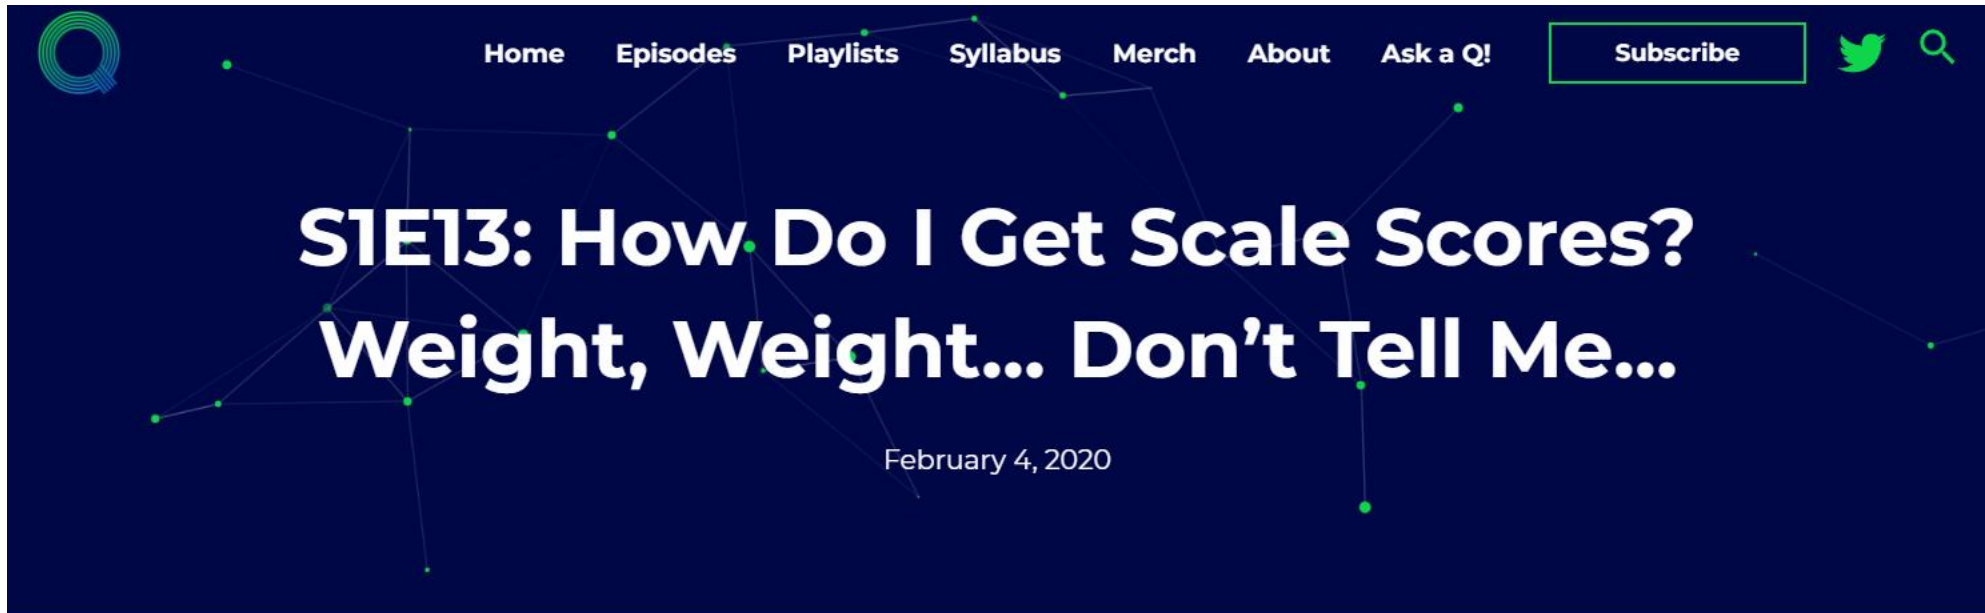 Q
Home Episodes Playlists Syllabus Merch About Ask a Q! Subscribe
S1E13: How Do I Get Scale Scores?
Weight, Weight... Don’t Tell Me...
February 4, 2020